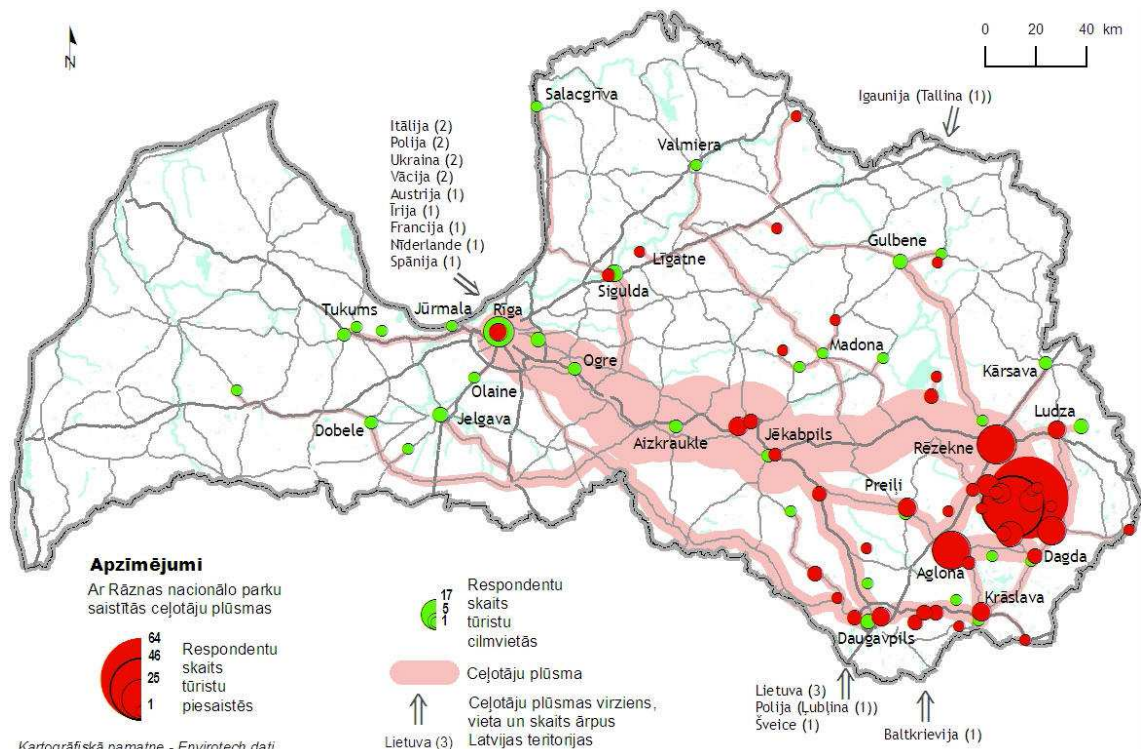 N
0 20 40 km
Igaunija (Tallina (1))
Itālija (2)
Polija (2)
Ukraina (2)
Vācija (2)
Austrija (1)
Īrija (1)
Francija (1)
Nīderlande (1)
Spānija (1)
Salacgrīva
Valmiera
Gulbene
Līgatne
Sigulda
Tukums
Jūrmala
Rīga
Madona
Ogre
Kārsava
Olaine
Ludza
Jelgava
Dobele
Aizkraukle
Jēkabpils
Rēzekne
Preiļi
Aglona
Dagda
Krāslava
Daugavpils
Lietuva (3)
Polija (Ļubļina (1))
Šveice (1)
Baltkrievija (1)
Apzīmējumi
Ar Rāznas nacionālo parku
saistītās ceļotāju plūsmas
64
46
25
1
Respondentu
skaits
tūristu
piesaistēs
17
5
1
Respondentu
skaits
tūristu
cilmvietās
Ceļotāju plūsma
Ceļotāju plūsmas virziens,
vieta un skaits ārpus
Latvijas teritorijas
Lietuva (3)
Kartogrāfiskā pamatne - Envirotech dati